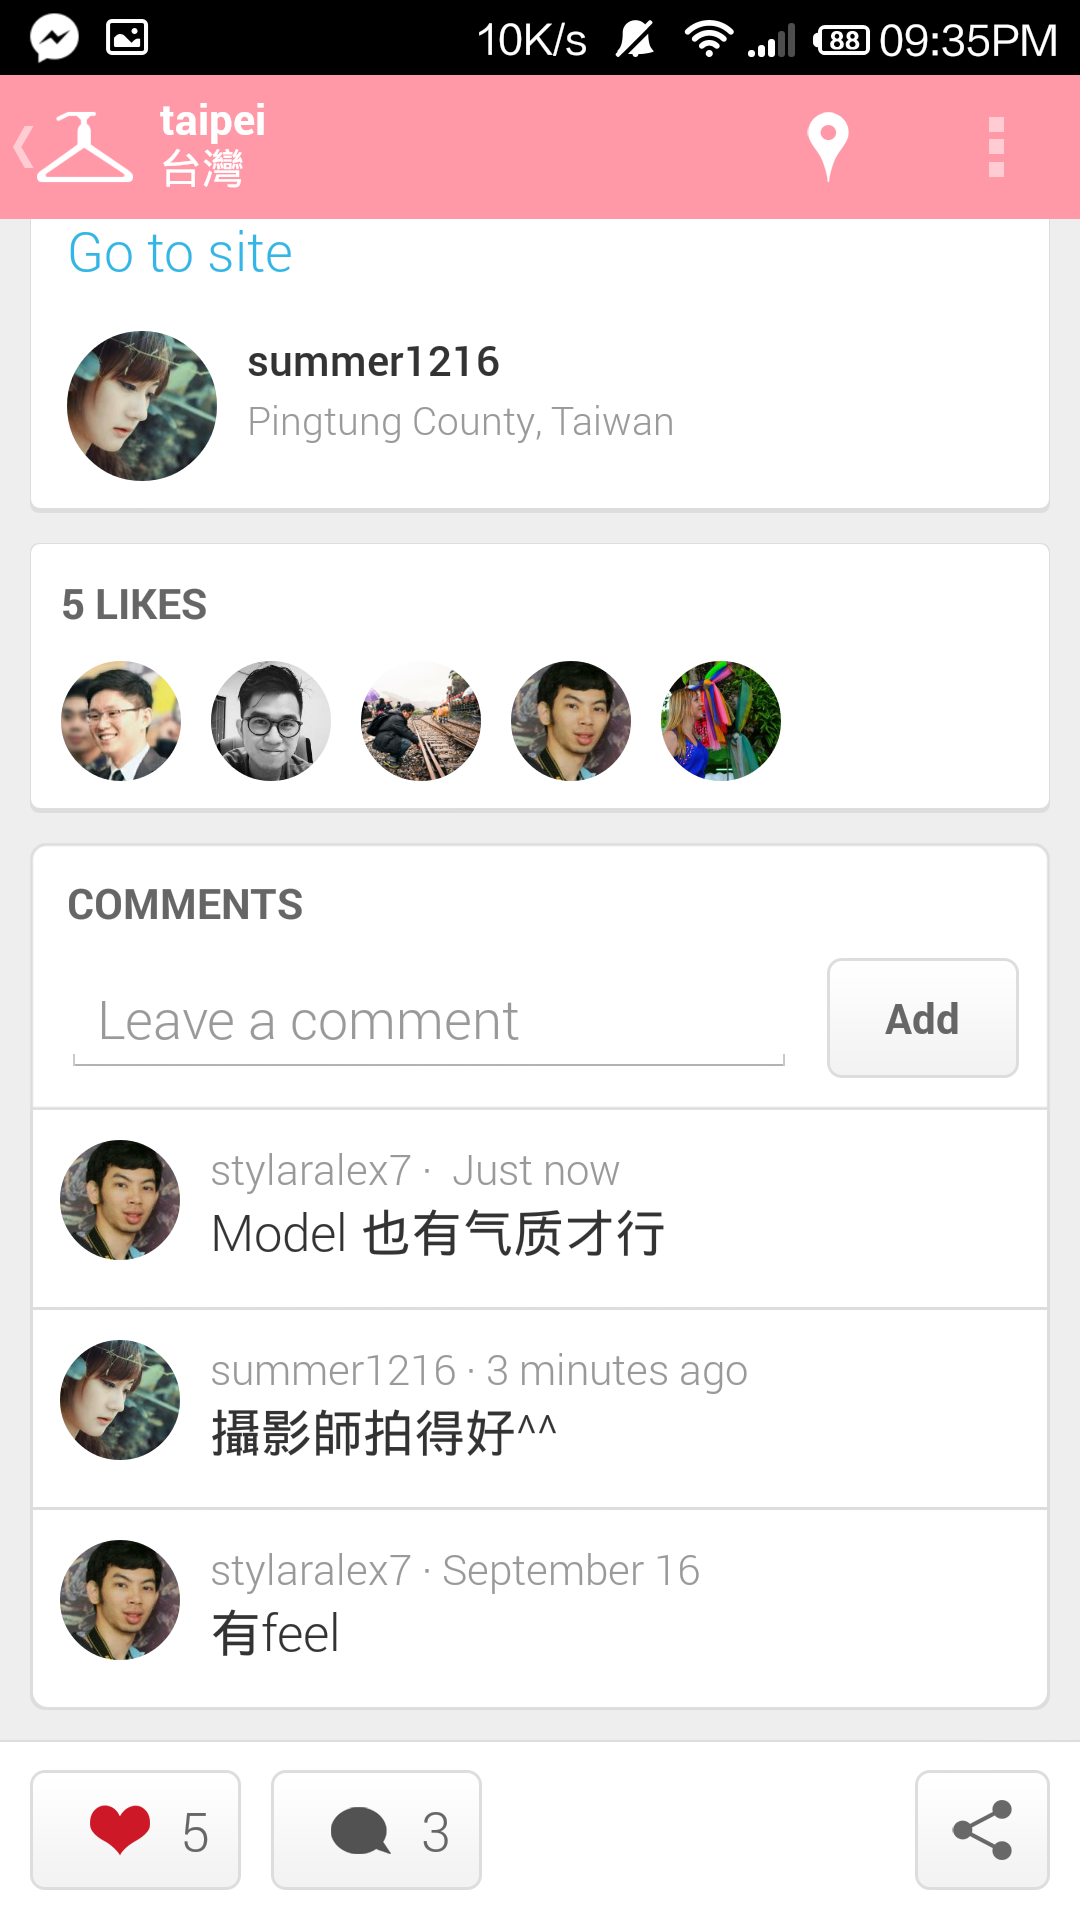 10K/s 88 09:35PM
taipei
台灣
Go to site
summer1216
Pingtung County, Taiwan
5 LIKES
COMMENTS
Leave a comment
Add
stylaralex7 · Just now
Model 也有气质才行
summer1216 · 3 minutes ago
攝影師拍得好^^
stylaralex7 · September 16
有feel
5 3